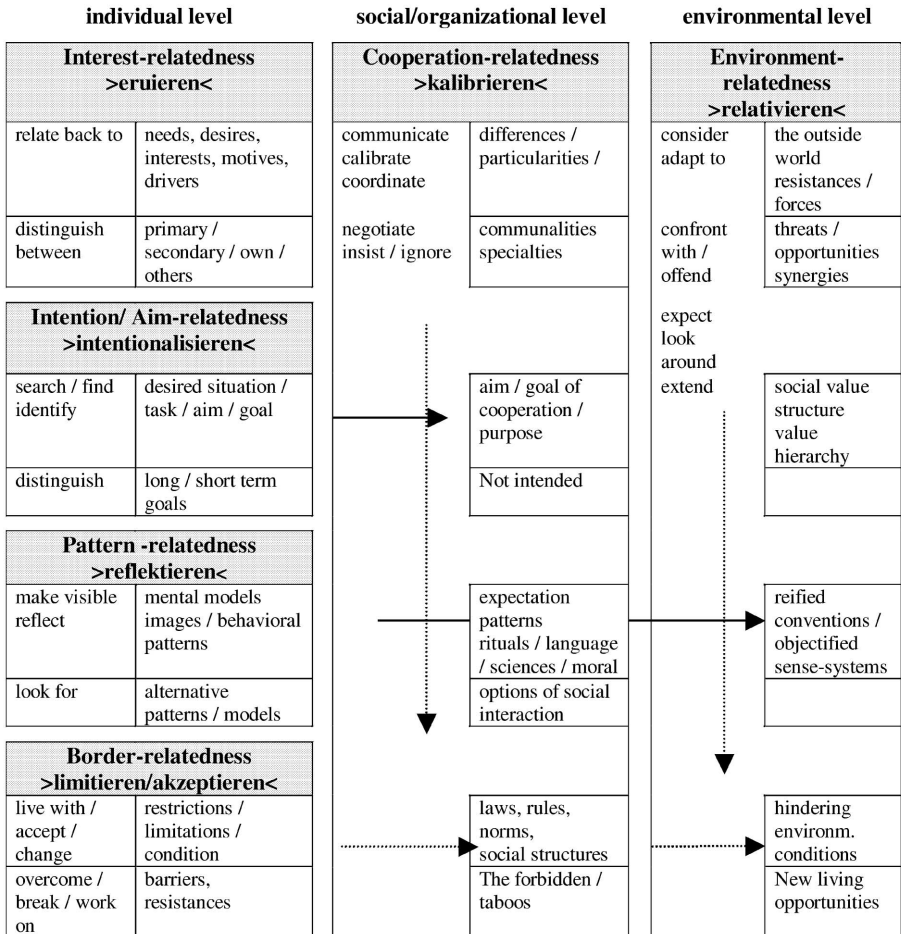 individual level
social/organizational level
environmental level
Interest-relatedness
>eruieren<
relate back to
needs, desires,
interests, motives,
drivers
distinguish
between
primary /
secondary / own /
others
Intention/ Aim-relatedness
>intentionalisieren<
search / find
identify
desired situation /
task / aim / goal
distinguish
long / short term
goals
Pattern -relatedness
>reflektieren<
make visible
reflect
mental models
images / behavioral
patterns
look for
alternative
patterns / models
Border-relatedness
>limitieren/akzeptieren<
live with /
accept /
change
restrictions /
limitations /
condition
overcome /
break / work
on
barriers,
resistances
Cooperation-relatedness
>kalibrieren<
communicate
calibrate
coordinate
differences /
particularities /
negotiate
insist / ignore
communalities
specialties
aim / goal of
cooperation /
purpose
Not intended
expectation
patterns
rituals / language
/ sciences / moral
options of social
interaction
laws, rules,
norms,
social structures
The forbidden /
taboos
Environment-
relatedness
>relativieren<
consider
adapt to
the outside
world
resistances /
forces
confront
with /
offend
threats /
opportunities
synergies
expect
look
around
extend
social value
structure
value
hierarchy
reified
conventions /
objectified
sense-systems
hindering
environm.
conditions
New living
opportunities